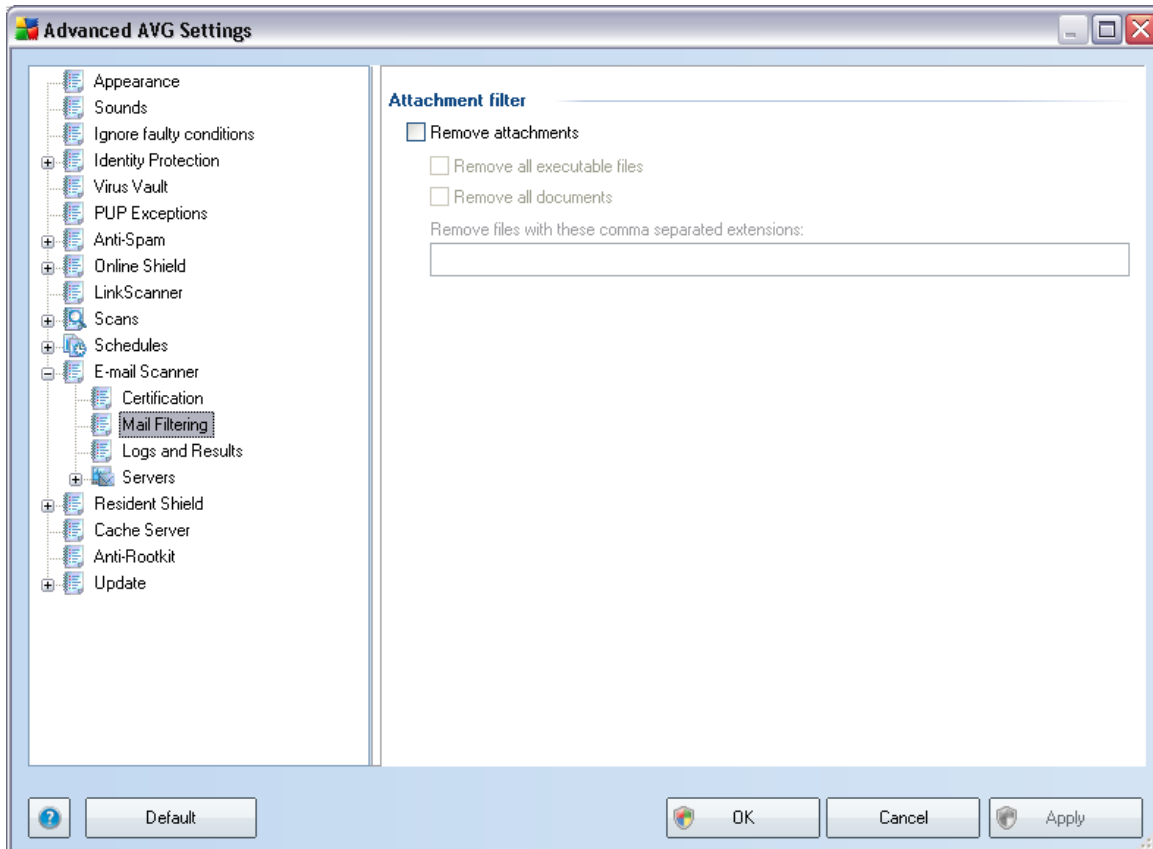 Advanced AVG Settings
Appearance
Sounds
Ignore faulty conditions
Identity Protection
Virus Vault
PUP Exceptions
Anti-Spam
Online Shield
LinkScanner
Scans
Schedules
E-mail Scanner
Certification
Mail Filtering
Logs and Results
Servers
Resident Shield
Cache Server
Anti-Rootkit
Update
Attachment filter
Remove attachments
Remove all executable files
Remove all documents
Remove files with these comma separated extensions:
Default
OK
Cancel
Apply